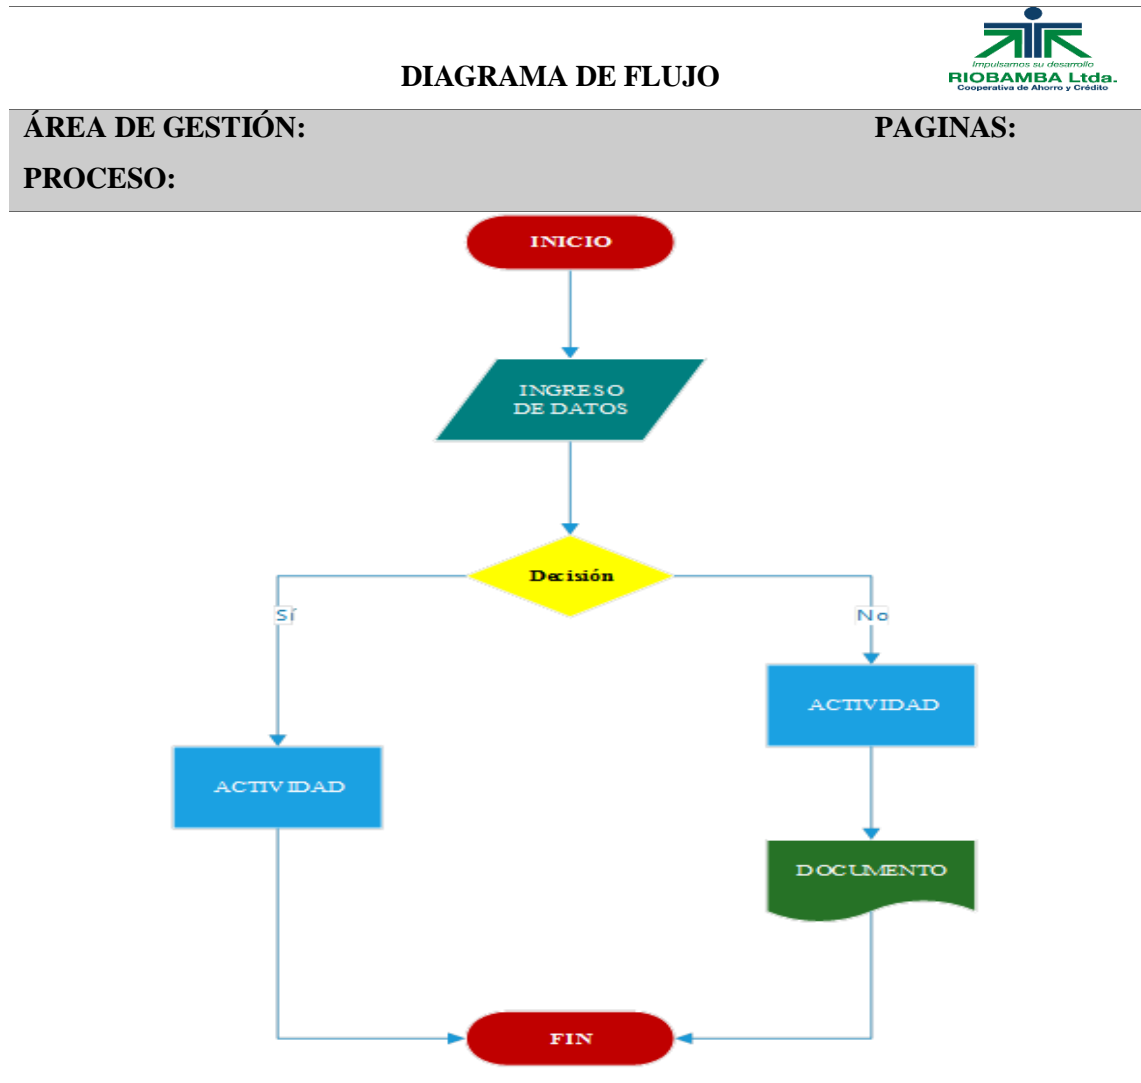 DIAGRAMA DE FLUJO
Impulsamos su desarrollo
RIOBAMBA Ltda.
Cooperativa de Ahorro y Crédito
ÁREA DE GESTIÓN: PAGINAS:
PROCESO:
INICIO
INGRESO
DE DATOS
Decisión
Sí
No
ACTIVIDAD
ACTIVIDAD
DOCUMENTO
FIN